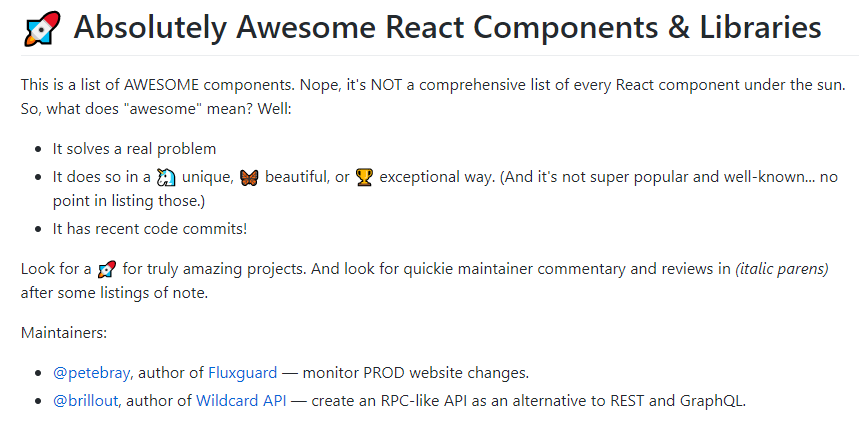 🚀 Absolutely Awesome React Components & Libraries
This is a list of AWESOME components. Nope, it's NOT a comprehensive list of every React component under the sun.
So, what does "awesome" mean? Well:
• It solves a real problem
• It does so in a 🦄 unique, 🦋 beautiful, or 🏆 exceptional way. (And it's not super popular and well-known... no
point in listing those.)
• It has recent code commits!
Look for a 🚀 for truly amazing projects. And look for quickie maintainer commentary and reviews in (italic parens)
after some listings of note.
Maintainers:
• @petebray, author of Fluxguard — monitor PROD website changes.
• @brillout, author of Wildcard API — create an RPC-like API as an alternative to REST and GraphQL.